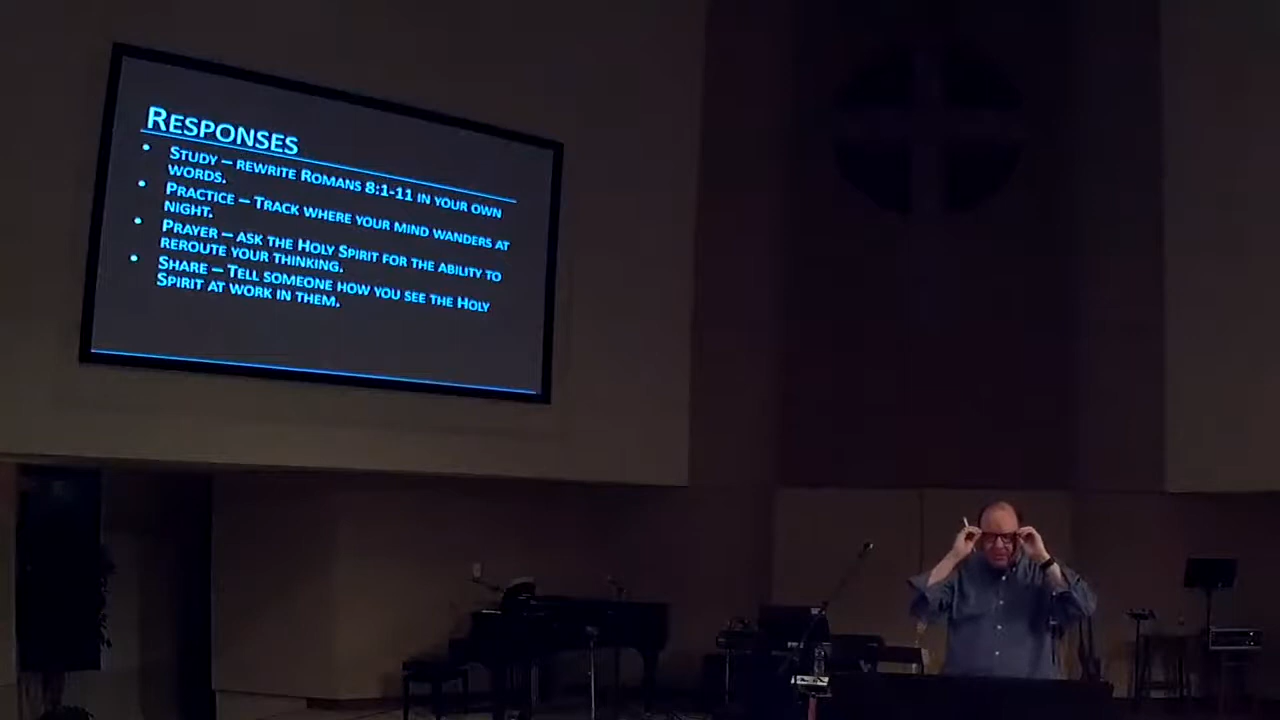 RESPONSES
• STUDY – REWRITE ROMANS 8:1-11 IN YOUR OWN
WORDS.
• PRACTICE – TRACK WHERE YOUR MIND WANDERS AT
NIGHT.
• PRAYER – ASK THE HOLY SPIRIT FOR THE ABILITY TO
REROUTE YOUR THINKING.
• SHARE – TELL SOMEONE HOW YOU SEE THE HOLY
SPIRIT AT WORK IN THEM.